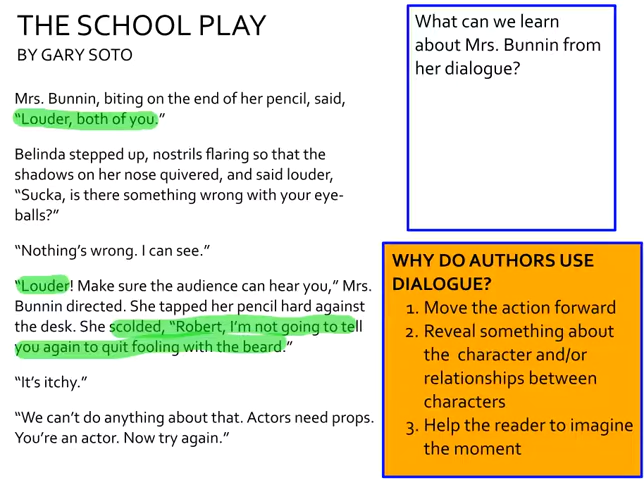 THE SCHOOL PLAY
BY GARY SOTO
Mrs. Bunnin, biting on the end of her pencil, said,
“Louder, both of you.”
Belinda stepped up, nostrils flaring so that the
shadows on her nose quivered, and said louder,
“Sucka, is there something wrong with your eye-
balls?”
“Nothing’s wrong. I can see.”
“Louder! Make sure the audience can hear you,” Mrs.
Bunnin directed. She tapped her pencil hard against
the desk. She scolded, “Robert, I’m not going to tell
you again to quit fooling with the beard.”
“It’s itchy.”
“We can’t do anything about that. Actors need props.
You’re an actor. Now try again.”
What can we learn
about Mrs. Bunnin from
her dialogue?
WHY DO AUTHORS USE
DIALOGUE?
1. Move the action forward
2. Reveal something about
the character and/or
relationships between
characters
3. Help the reader to imagine
the moment